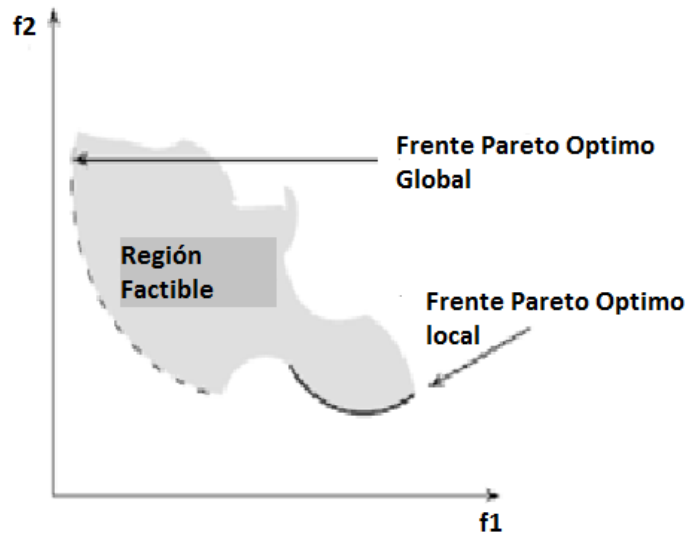 f2
Frente Pareto Optimo
Global
Región
Factible
Frente Pareto Optimo
local
f1